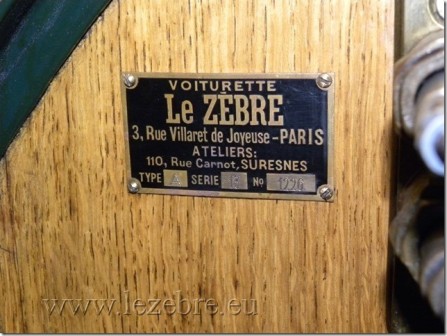 VOITURETTE
Le ZÈBRE
3, Rue Villaret de Joyeuse-PARIS
ATELIERS:
110, Rue Carnot, SURESNES
TYPE A SERIE No
www.lezebre.eu